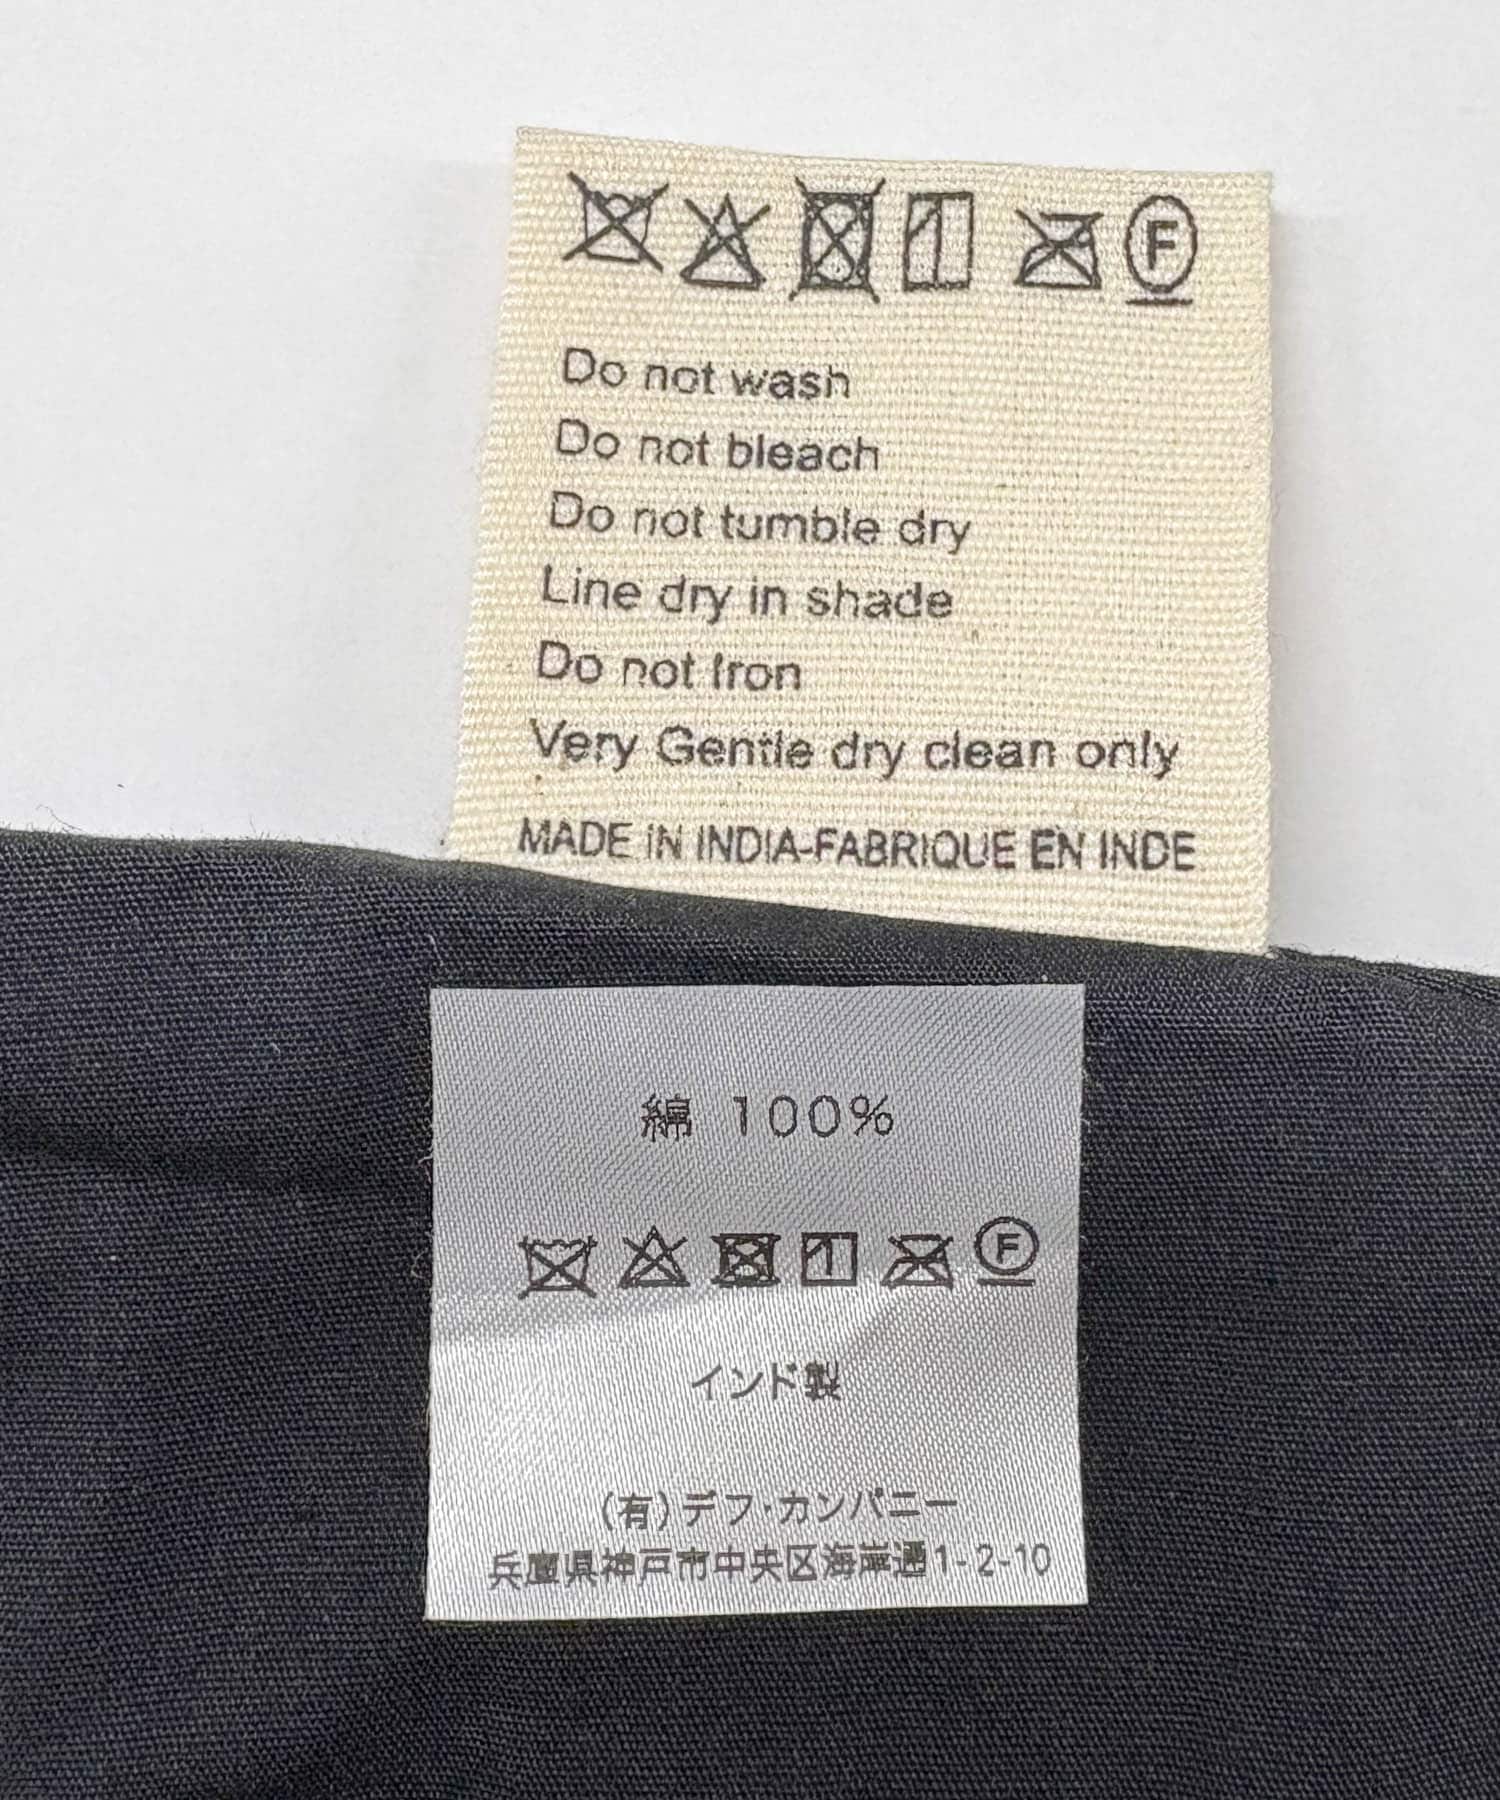 F
Do not wash
Do not bleach
Do not tumble dry
Line dry in shade
Do not Iron
Very Gentle dry clean only
MADE IN INDIA-FABRIQUE EN INDE
綿 100%
F
インド製
(有)デフ・カンパニー
兵庫県神戸市中央区海岸通1-2-10